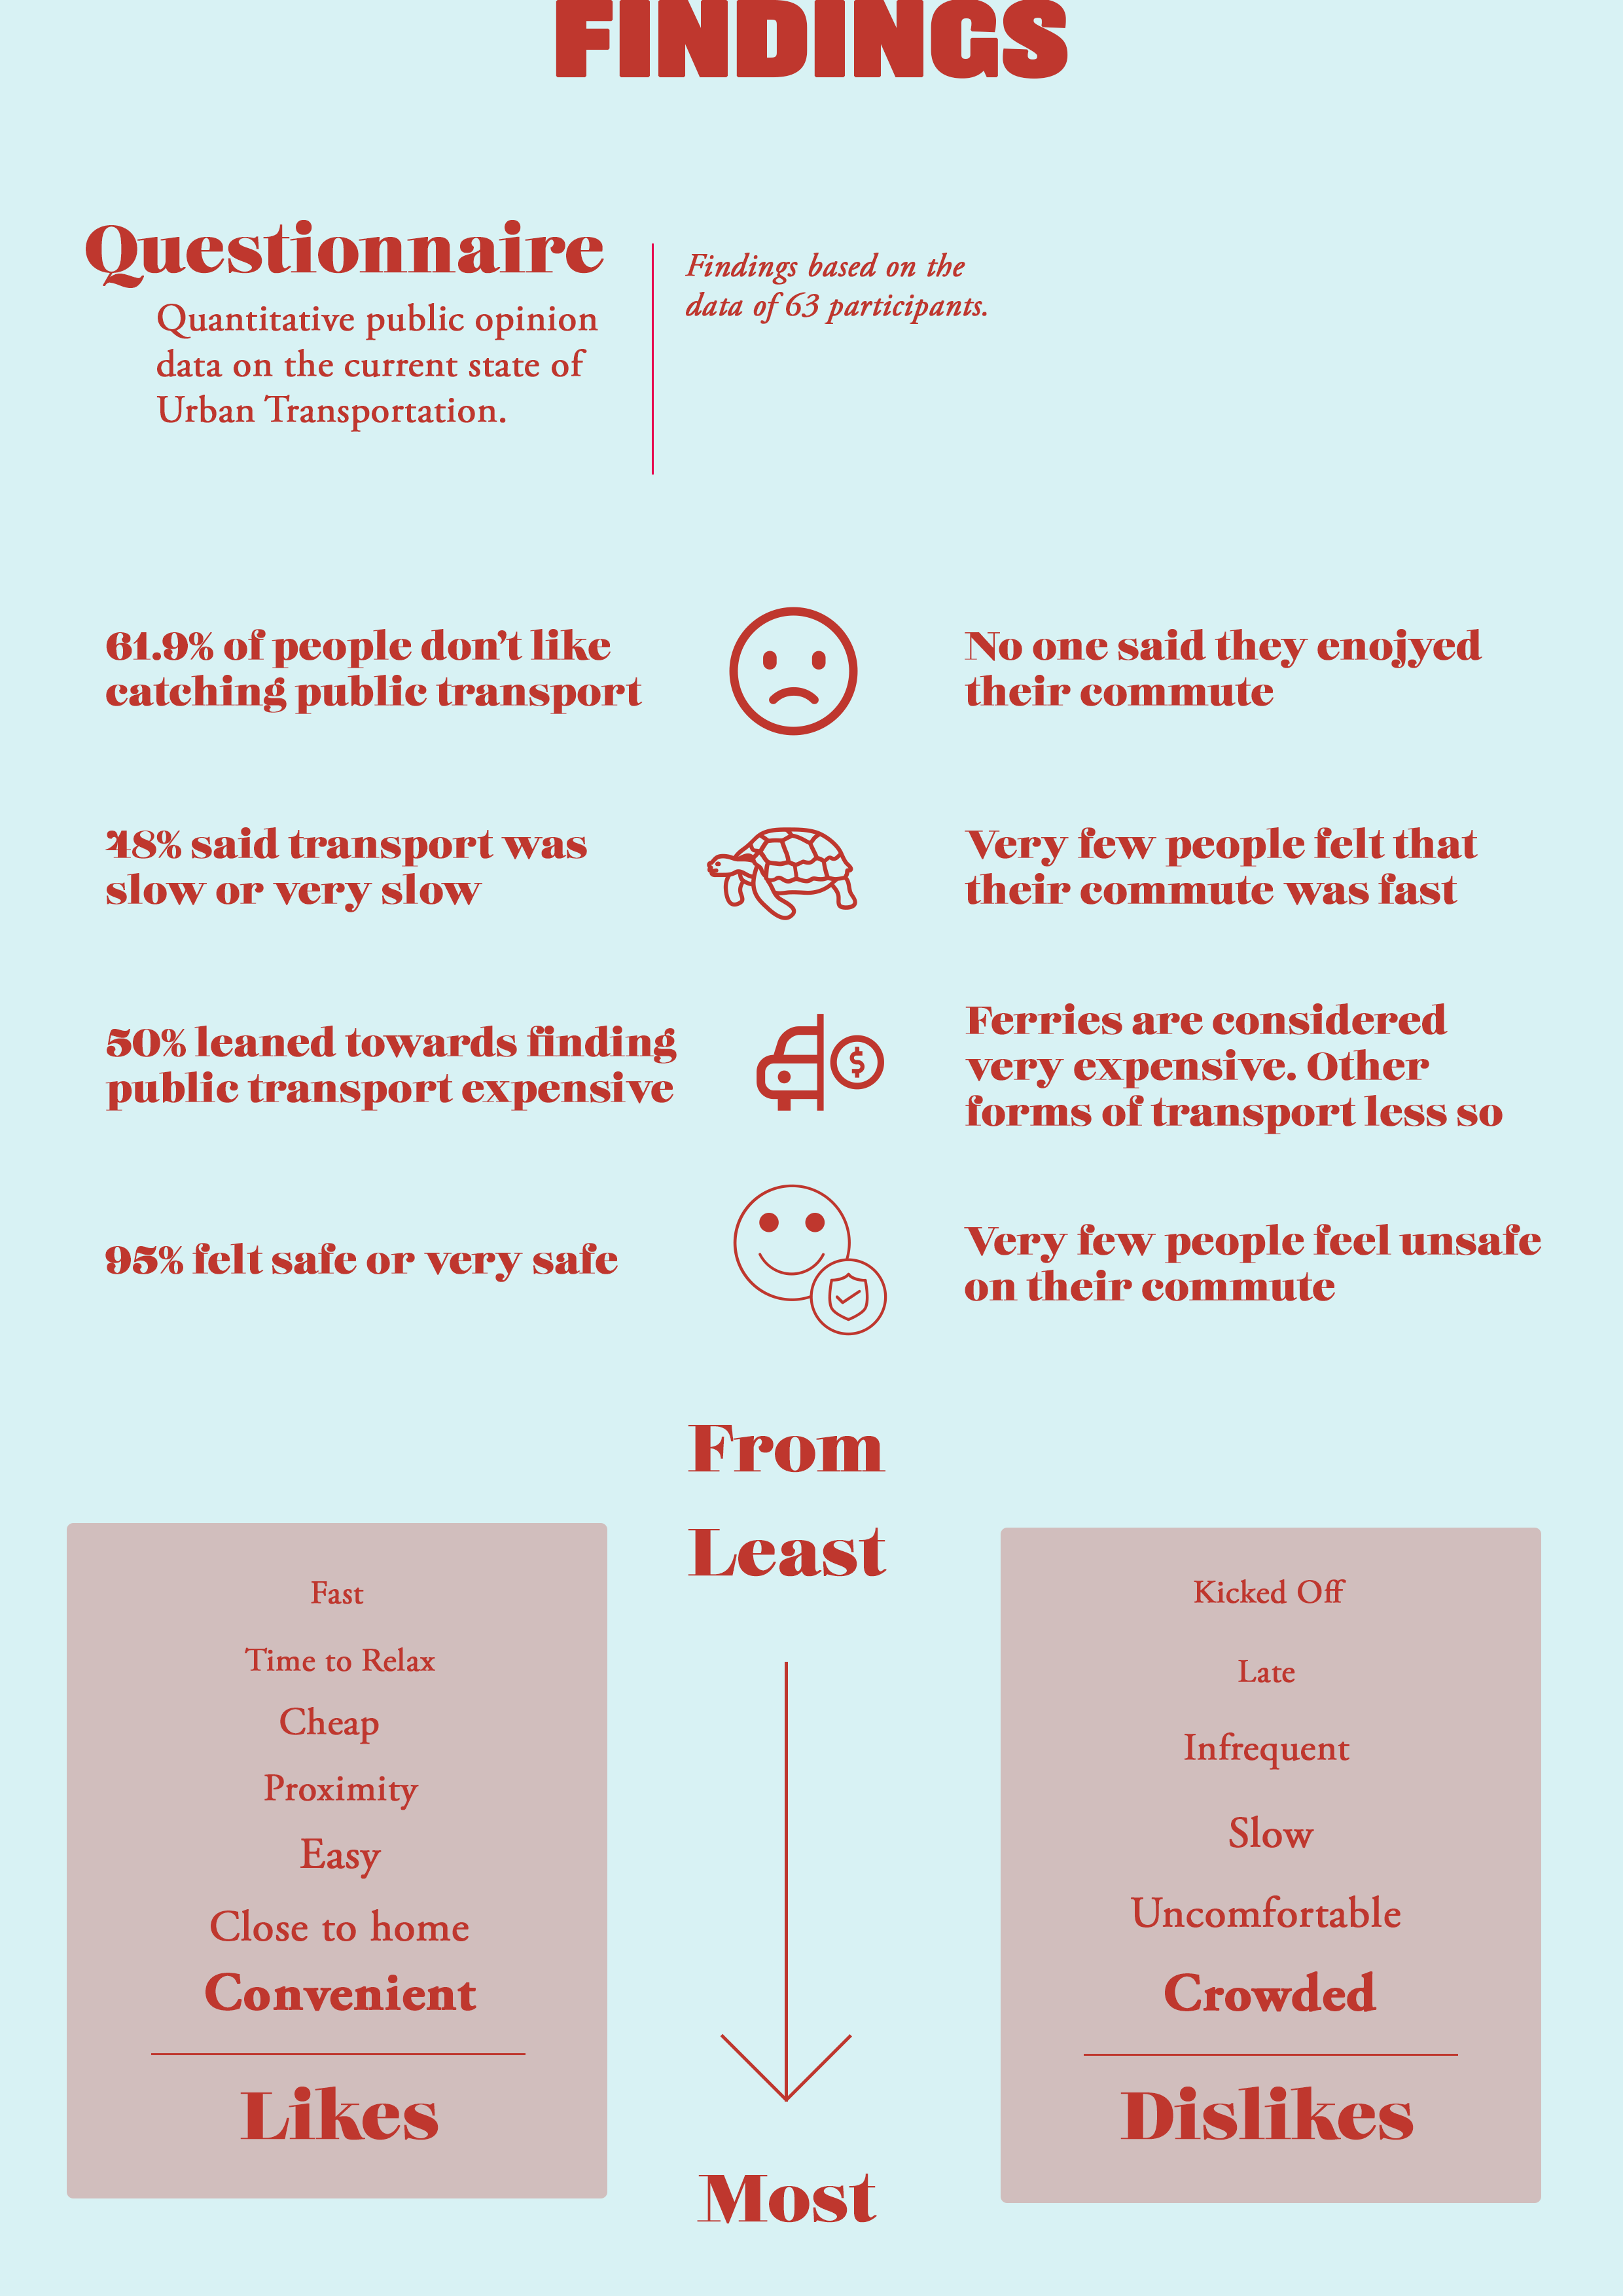 FINDINGS
Questionnaire
Quantitative public opinion
data on the current state of
Urban Transportation.
Findings based on the
data of 63 participants.
61.9% of people don't like
catching public transport
No one said they enojyed
their commute
48% said transport was
slow or very slow
Very few people felt that
their commute was fast
50% leaned towards finding
public transport expensive
$
Ferries are considered
very expensive. Other
forms of transport less so
95% felt safe or very safe
Very few people feel unsafe
on their commute
From
Least
Fast
Time to Relax
Cheap
Proximity
Easy
Close to home
Convenient
Likes
Kicked Off
Late
Infrequent
Slow
Uncomfortable
Crowded
Dislikes
Most